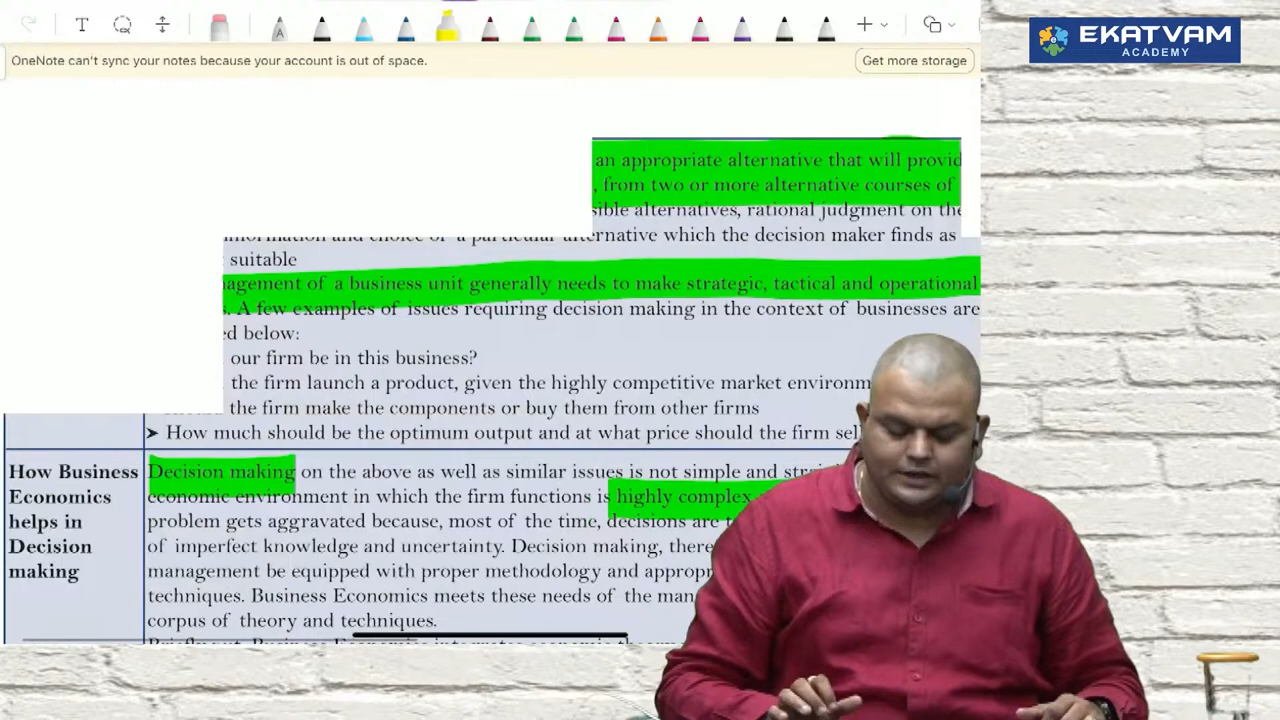 OneNote can't sync your notes because your account is out of space.
Get more storage
EKATVAM
ACADEMY
an appropriate alternative that will provid
, from two or more alternative courses of
sible alternatives, rational judgment on the
information and choice of a particular alternative which the decision maker finds as
suitable
agement of a business unit generally needs to make strategic, tactical and operational
s. A few examples of issues requiring decision making in the context of businesses are
ed below:
our firm be in this business?
the firm launch a product, given the highly competitive market environm
the firm make the components or buy them from other firms
➤ How much should be the optimum output and at what price should the firm sel
How Business
Economics
helps in
Decision
making
Decision making on the above as well as similar issues is not simple and
economic environment in which the firm functions is highly complex
problem gets aggravated because, most of the time, decisions are
of imperfect knowledge and uncertainty. Decision making,
management be equipped with proper methodology and
techniques. Business Economics meets these needs of the
corpus of theory and techniques.